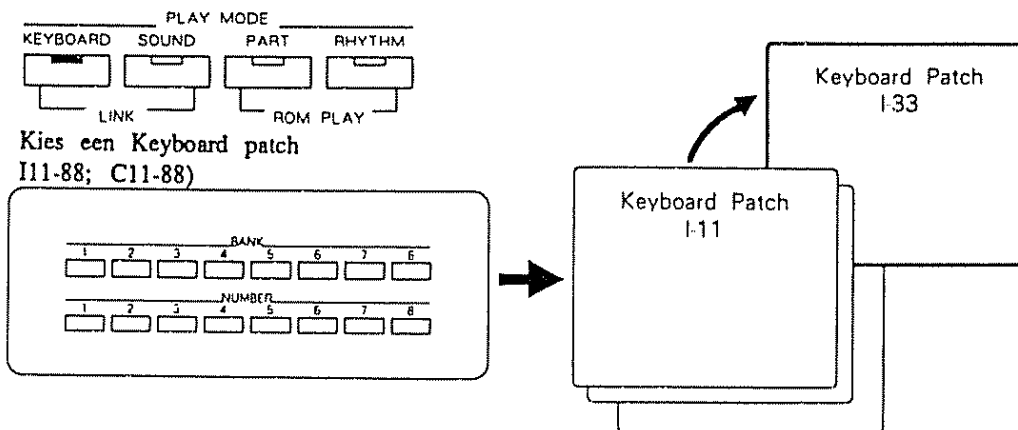 PLAY MODE
KEYBOARD SOUND PART RHYTHM
LINK ROM PLAY
Kies een Keyboard patch
I11-88; C11-88)
BANK
1 2 3 4 5 6 7 8
NUMBER
1 2 3 4 5 6 7 8
Keyboard Patch
I-11
Keyboard Patch
I-33